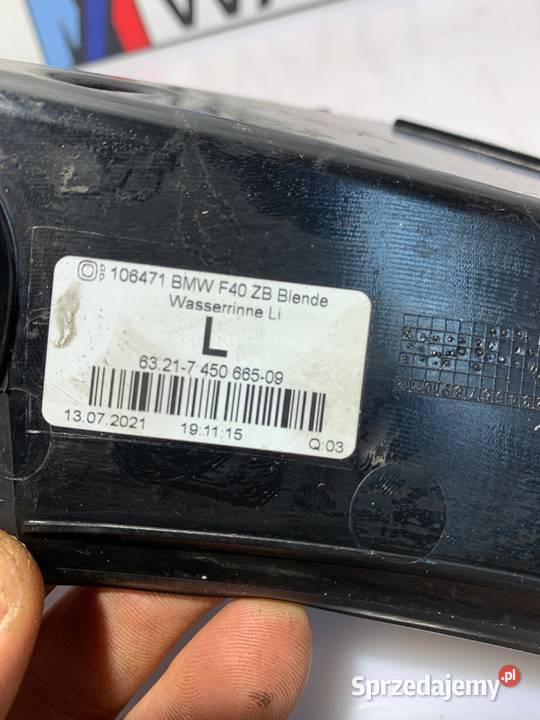 106471 BMW F40 ZB Blende
Wasserrinne Li
L
63.21-7 450 665-09
13.07.2021 19:11:15 Q:03
Sprzedajemy.pl